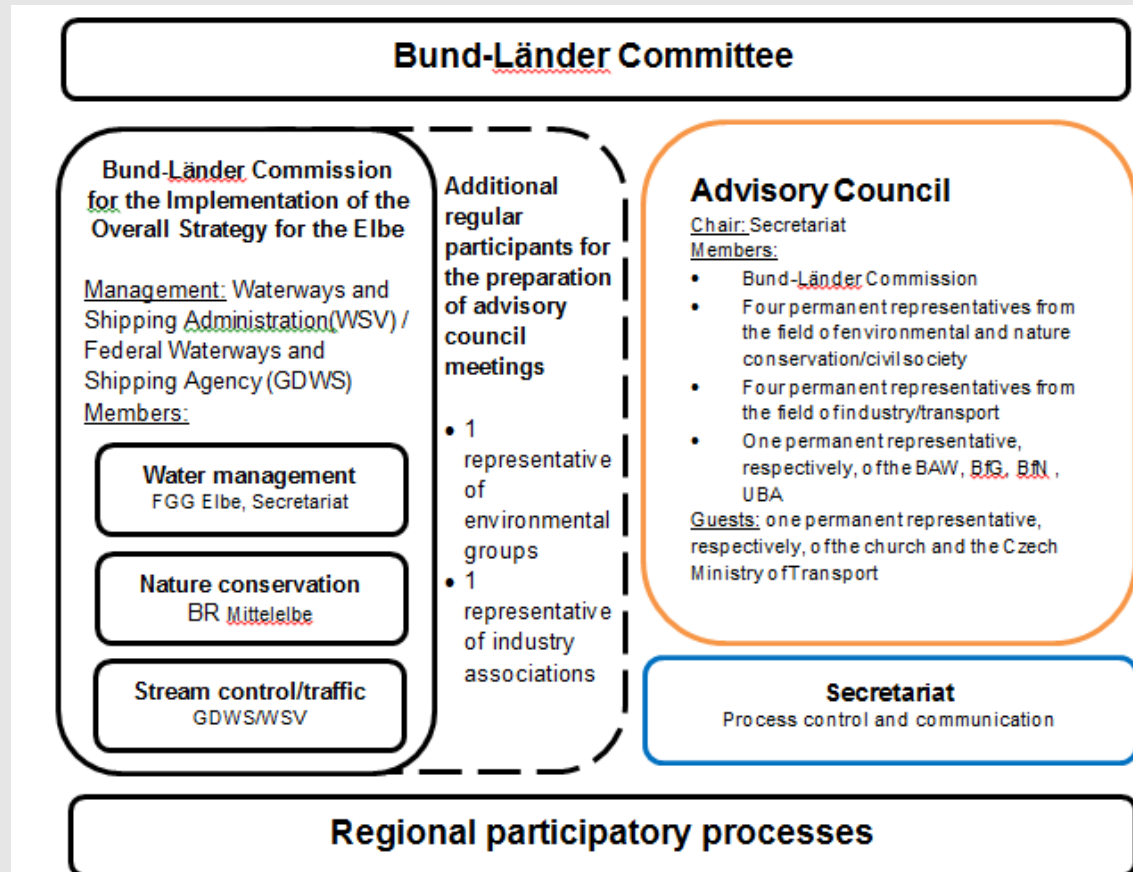 Bund-Länder Committee
Bund-Länder Commission
for the Implementation of the
Overall Strategy for the Elbe
Management: Waterways and
Shipping Administration(WSV) /
Federal Waterways and
Shipping Agency (GDWS)
Members:
Water management
FGG Elbe, Secretariat
Nature conservation
BR Mittelelbe
Stream control/traffic
GDWS/WSV
Additional
regular
participants for
the preparation
of advisory
council
meetings
• 1
representative
of
environmental
groups
• 1
representative
of industry
associations
Advisory Council
Chair: Secretariat
Members:
• Bund-Länder Commission
• Four permanent representatives from
the field of environmental and nature
conservation/civil society
• Four permanent representatives from
the field of industry/transport
• One permanent representative,
respectively, of the BAW, BfG, BfN ,
UBA
Guests: one permanent representative,
respectively, of the church and the Czech
Ministry of Transport
Secretariat
Process control and communication
Regional participatory processes